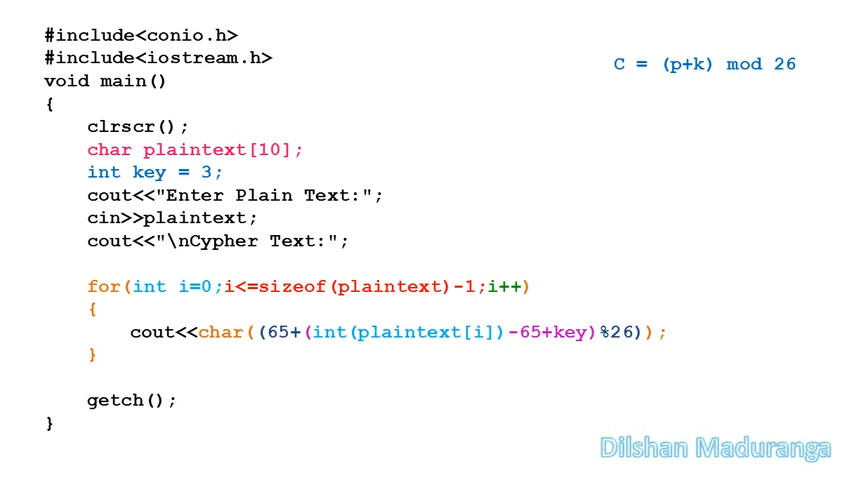 #include<conio.h>
#include<iostream.h>
C = (p+k) mod 26
void main()
{
clrscr();
char plaintext[10];
int key = 3;
cout<<"Enter Plain Text:";
cin>>plaintext;
cout<<"\nCypher Text:";
for(int i=0;i<=sizeof(plaintext)-1;i++)
{
cout<<char((65+(int(plaintext[i])-65+key)%26));
}
getch();
}
Dilshan Maduranga